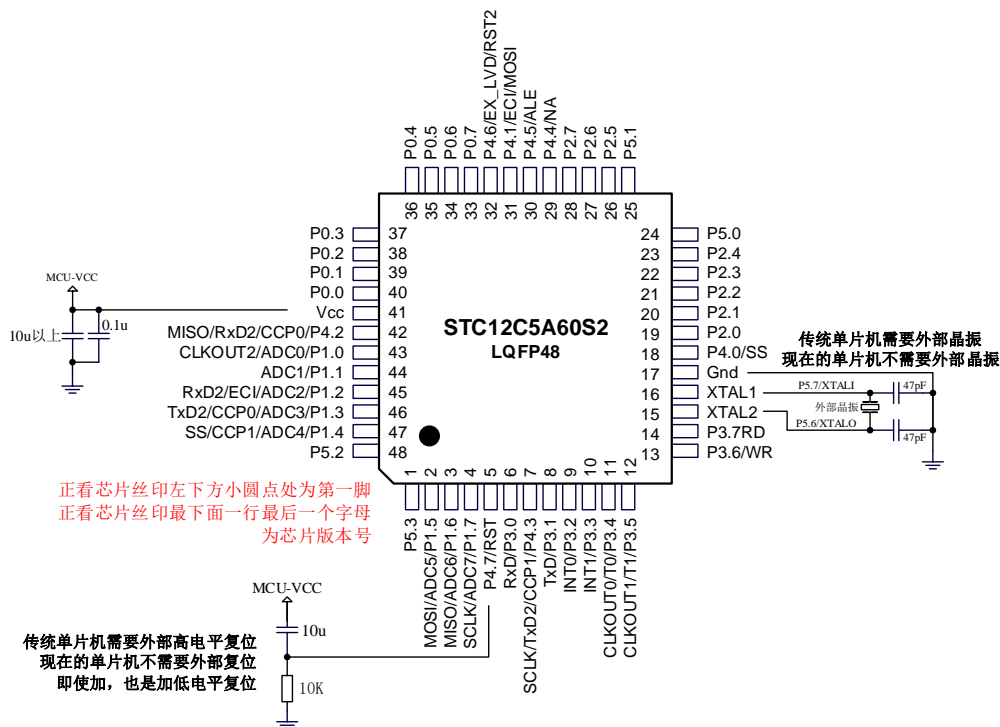 P0.4
P0.5
P0.6
P0.7
P4.6/EX_LVD/RST2
P4.1/ECI/MOSI
P4.5/ALE
P4.4/NA
P2.7
P2.6
P2.5
P5.1
36
35
34
33
32
31
30
29
28
27
26
25
P0.3 37
P0.2 38
P0.1 39
P0.0 40
Vcc 41
MISO/RxD2/CCP0/P4.2 42
CLKOUT2/ADC0/P1.0 43
ADC1/P1.1 44
RxD2/ECI/ADC2/P1.2 45
TxD2/CCP0/ADC3/P1.3 46
SS/CCP1/ADC4/P1.4 47
P5.2 48
MCU-VCC
10u以上
0.1u
STC12C5A60S2
LQFP48
24 P5.0
23 P2.4
22 P2.3
21 P2.2
20 P2.1
19 P2.0
18 P4.0/SS
17 Gnd
16 XTAL1
15 XTAL2
14 P3.7RD
13 P3.6/WR
传统单片机需要外部晶振
现在的单片机不需要外部晶振
P5.7/XTALI
47pF
外部晶振
P5.6/XTALO
47pF
1
2
3
4
5
6
7
8
9
10
11
12
P5.3
MOSI/ADC5/P1.5
MISO/ADC6/P1.6
SCLK/ADC7/P1.7
P4.7/RST
RxD/P3.0
SCLK/TxD2/CCP1/P4.3
TxD/P3.1
INT0/P3.2
INT1/P3.3
CLKOUT0/T0/P3.4
CLKOUT1/T1/P3.5
正看芯片丝印左下方小圆点处为第一脚
正看芯片丝印最下面一行最后一个字母
为芯片版本号
MCU-VCC
10u
10K
传统单片机需要外部高电平复位
现在的单片机不需要外部复位
即使加，也是加低电平复位